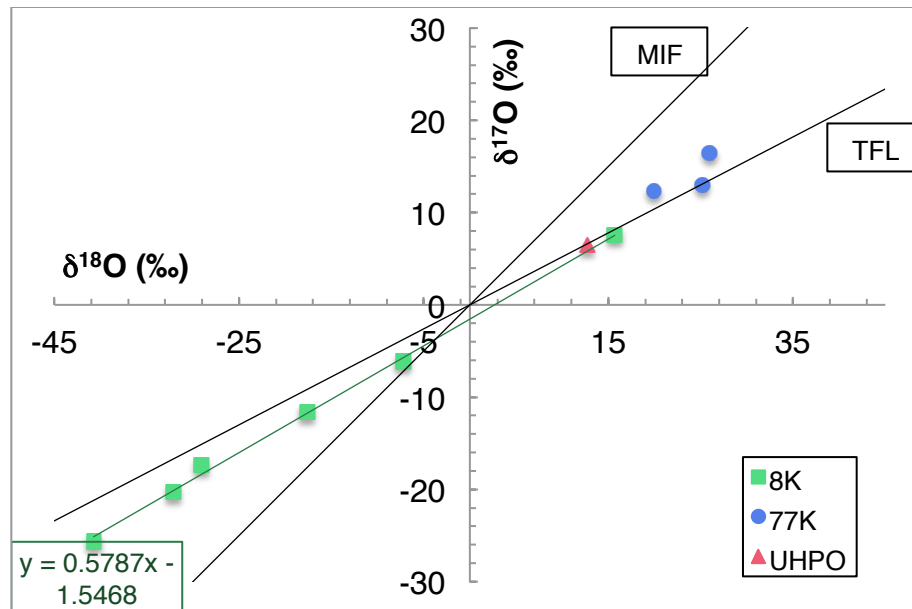 30
MIF
20
δ¹⁷O (‰)
TFL
10
δ¹⁸O (‰)
0
-45
-25
-5
15
35
-10
-20
8K
77K
UHPO
y = 0.5787x -
1.5468
-30